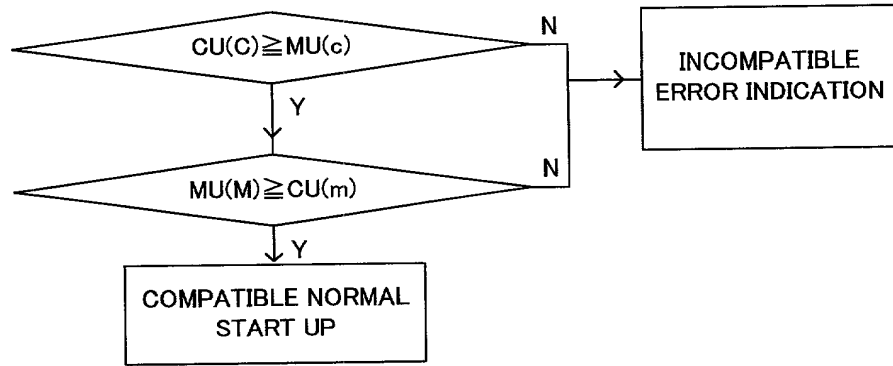 CU(C)≧MU(c)
N
INCOMPATIBLE
ERROR INDICATION
Y
MU(M)≧CU(m)
N
Y
COMPATIBLE NORMAL
START UP